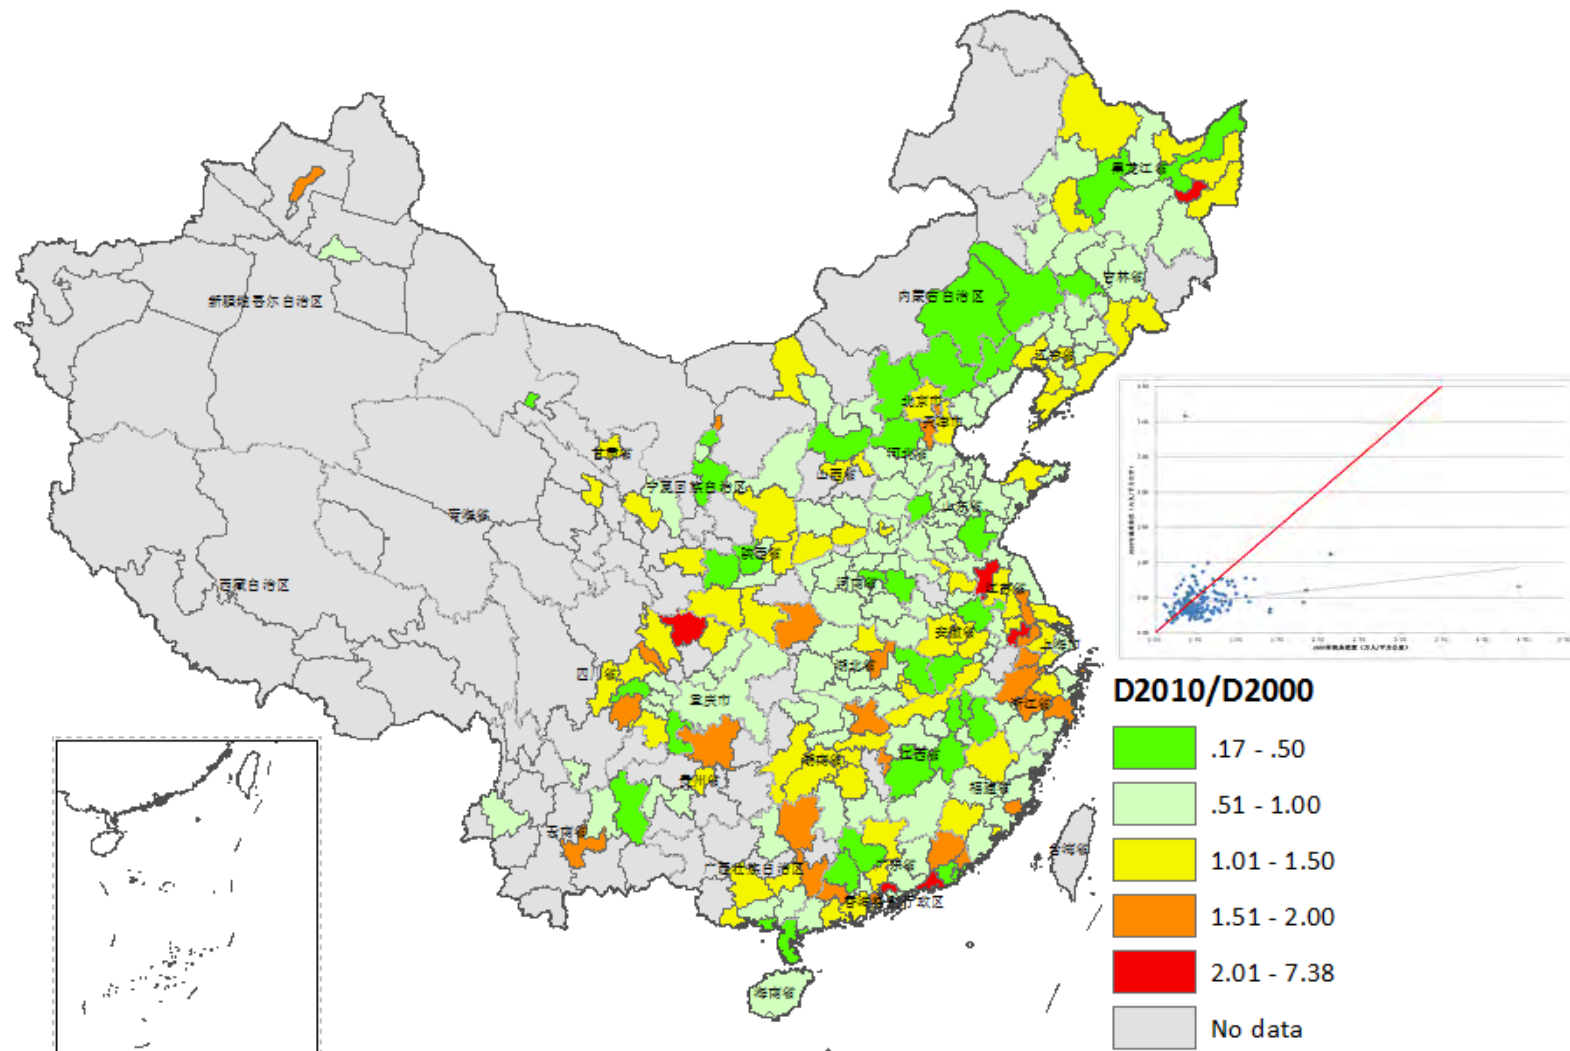 黑龙江省
吉林省
内蒙古自治区
新疆维吾尔自治区
辽宁省
北京市
天津市
河北省
山西省
甘肃省
宁夏回族自治区
山东省
青海省
陕西省
西藏自治区
河南省
江苏省
安徽省
上海市
四川省
湖北省
重庆市
浙江省
湖南省
江西省
贵州省
福建省
云南省
台湾省
广西壮族自治区
广东省
香港特别行政区
海南省
D2010/D2000
.17 - .50
.51 - 1.00
1.01 - 1.50
1.51 - 2.00
2.01 - 7.38
No data